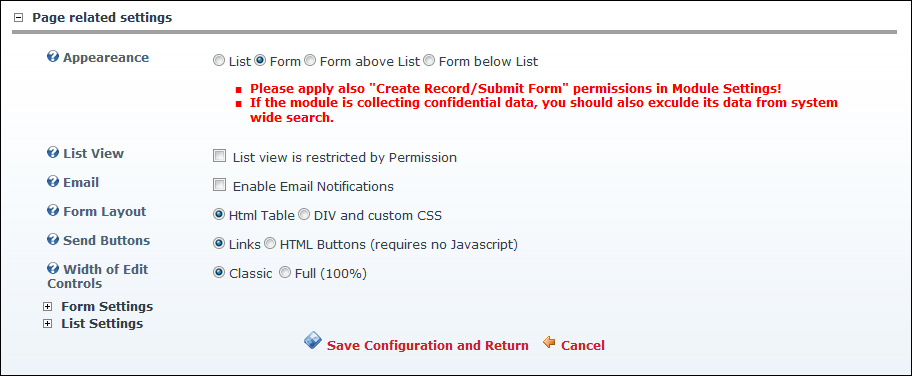 Page related settings
Appeareance List Form Form above List Form below List
Please apply also "Create Record/Submit Form" permissions in Module Settings!
If the module is collecting confidential data, you should also exculde its data from system
wide search.
List View List view is restricted by Permission
Email Enable Email Notifications
Form Layout Html Table DIV and custom CSS
Send Buttons Links HTML Buttons (requires no Javascript)
Width of Edit Classic Full (100%)
Controls
Form Settings
List Settings
Save Configuration and Return Cancel